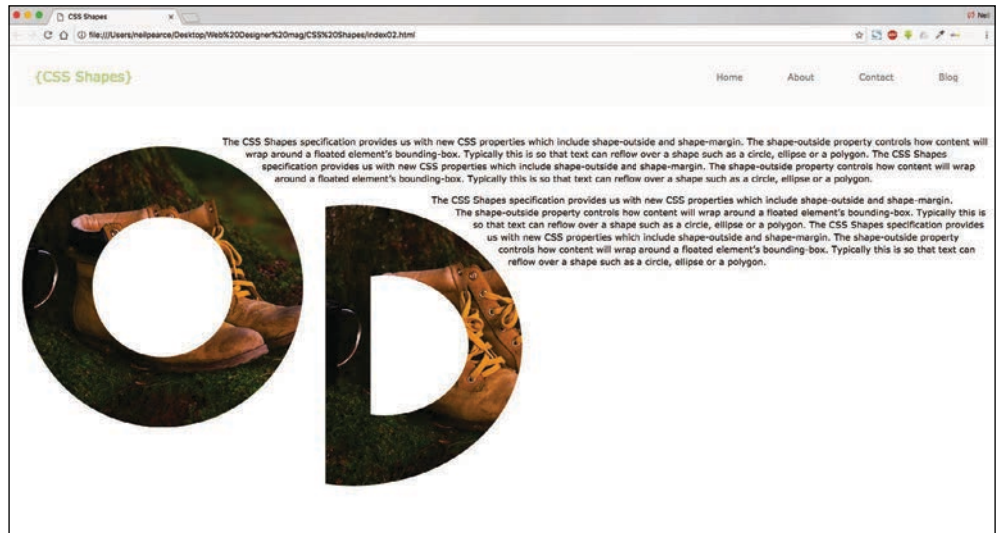 CSS Shapes
Neil
file:///Users/neilpearce/Desktop/Web%20Designer%20mag/CSS%20Shapes/index02.html
{CSS Shapes}
Home About Contact Blog
The CSS Shapes specification provides us with new CSS properties which include shape-outside and shape-margin. The shape-outside property controls how content will
wrap around a floated element's bounding-box. Typically this is so that text can reflow over a shape such as a circle, ellipse or a polygon. The CSS Shapes
specification provides us with new CSS properties which include shape-outside and shape-margin. The shape-outside property controls how content will wrap
around a floated element's bounding-box. Typically this is so that text can reflow over a shape such as a circle, ellipse or a polygon.
The CSS Shapes specification provides us with new CSS properties which include shape-outside and shape-margin.
The shape-outside property controls how content will wrap around a floated element's bounding-box. Typically this is
so that text can reflow over a shape such as a circle, ellipse or a polygon. The CSS Shapes specification provides
us with new CSS properties which include shape-outside and shape-margin. The shape-outside property
controls how content will wrap around a floated element's bounding-box. Typically this is so that text can
reflow over a shape such as a circle, ellipse or a polygon.